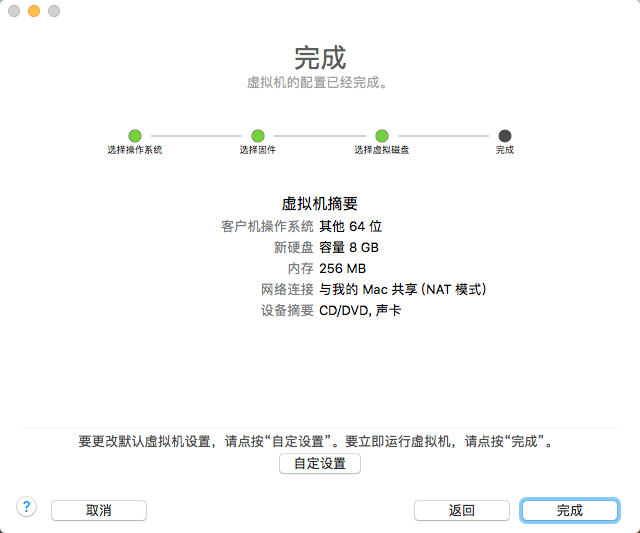 完成
虚拟机的配置已经完成。
选择操作系统 选择固件 选择虚拟磁盘 完成
虚拟机摘要
客户机操作系统 其他 64 位
新硬盘 容量 8 GB
内存 256 MB
网络连接 与我的 Mac 共享 (NAT 模式)
设备摘要 CD/DVD, 声卡
要更改默认虚拟机设置，请点按“自定设置”。要立即运行虚拟机，请点按“完成”。
自定设置
? 取消 返回 完成